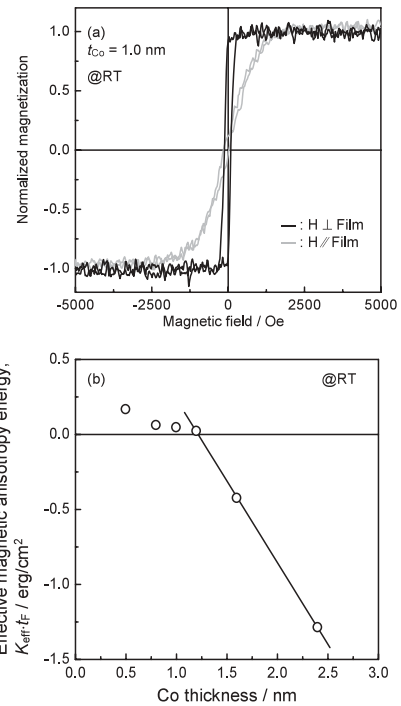 (a)
t_Co = 1.0 nm
@RT
1.0
0.5
0.0
-0.5
-1.0
Normalized magnetization
— : H ⊥ Film
— : H // Film
-5000 -2500 0 2500 5000
Magnetic field / Oe
(b)
@RT
0.5
0.0
-0.5
-1.0
-1.5
Effective magnetic anisotropy energy,
K_eff·t_F / erg/cm²
0.0 0.5 1.0 1.5 2.0 2.5 3.0
Co thickness / nm